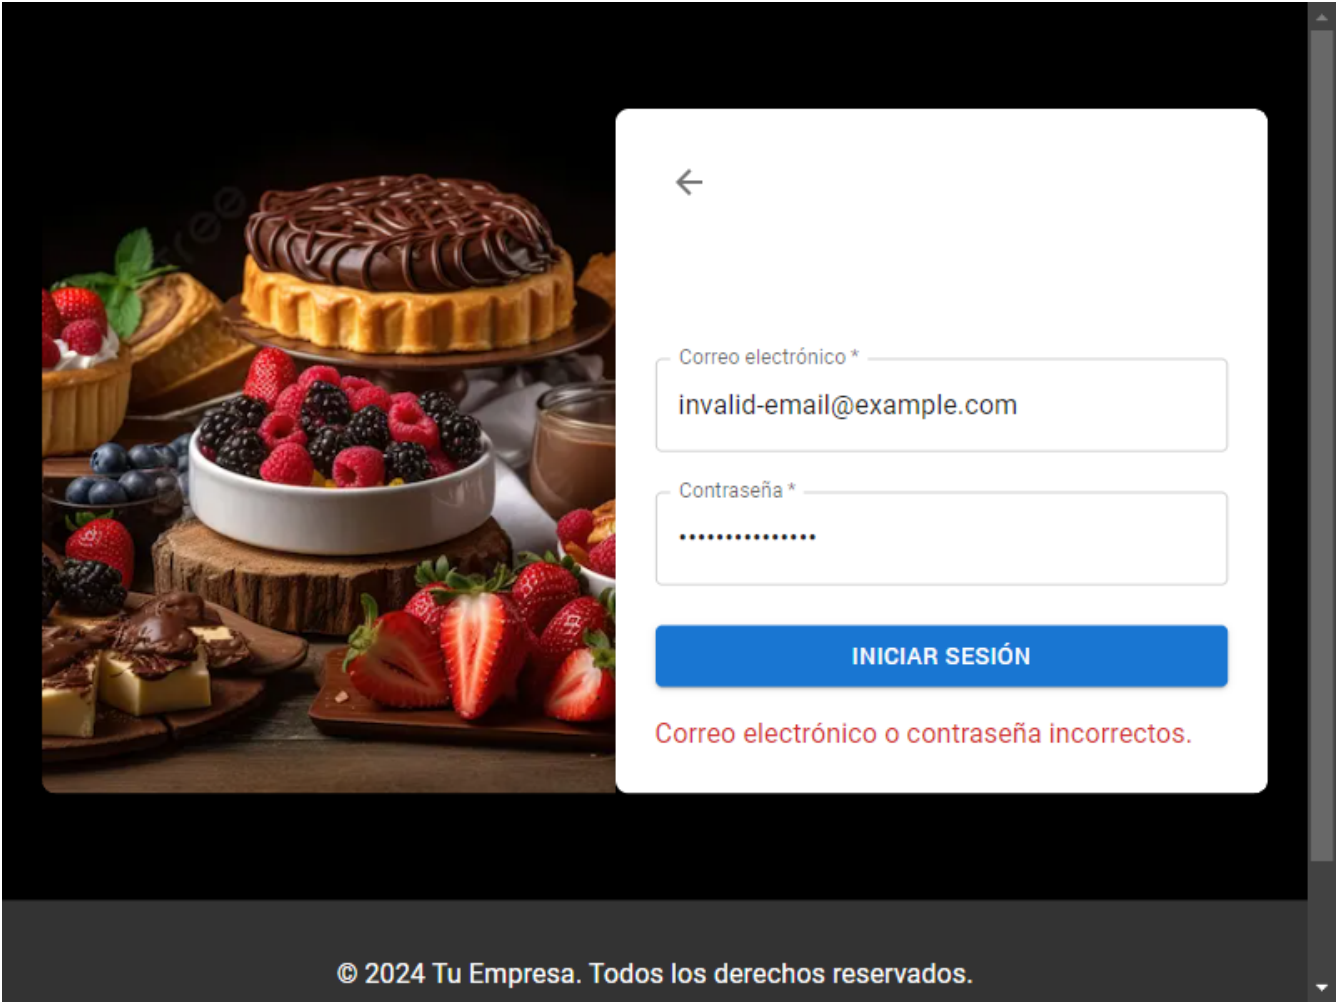 Free
Correo electrónico *
invalid-email@example.com
Contraseña *
•••••••••••••••
INICIAR SESIÓN
Correo electrónico o contraseña incorrectos.
© 2024 Tu Empresa. Todos los derechos reservados.